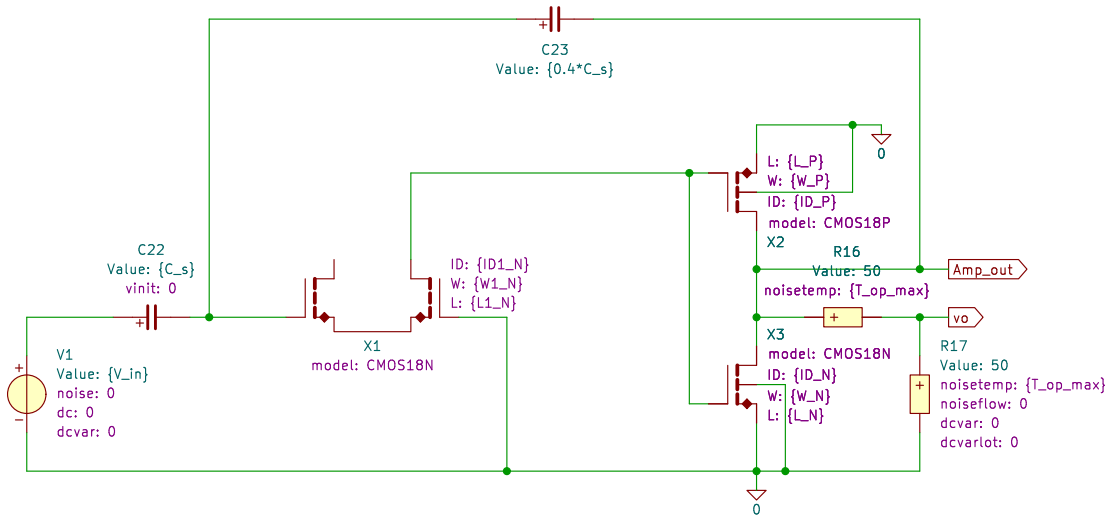 +
C23
Value: {0.4*C_s}
0
L: {L_P}
W: {W_P}
ID: {ID_P}
model: CMOS18P
X2
C22
Value: {C_s}
vinit: 0
+
ID: {ID1_N}
W: {W1_N}
L: {L1_N}
R16
Value: 50
noisetemp: {T_op_max}
+
Amp_out
vo
X1
model: CMOS18N
X3
model: CMOS18N
ID: {ID_N}
W: {W_N}
L: {L_N}
R17
Value: 50
noisetemp: {T_op_max}
noiseflow: 0
dcvar: 0
dcvarlot: 0
+
+
−
V1
Value: {V_in}
noise: 0
dc: 0
dcvar: 0
0